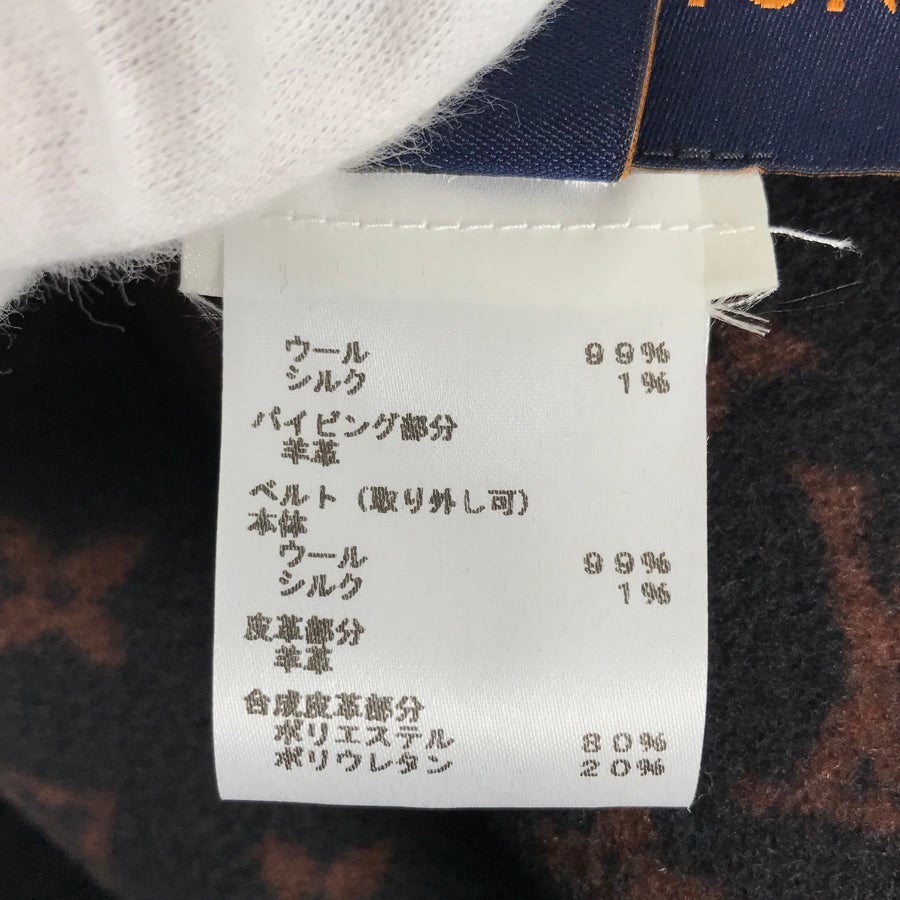 ウール 99%
シルク 1%
パイピング部分
羊革
ベルト (取り外し可)
本体
ウール 99%
シルク 1%
皮革部分
羊革
合成皮革部分
ポリエステル 80%
ポリウレタン 20%